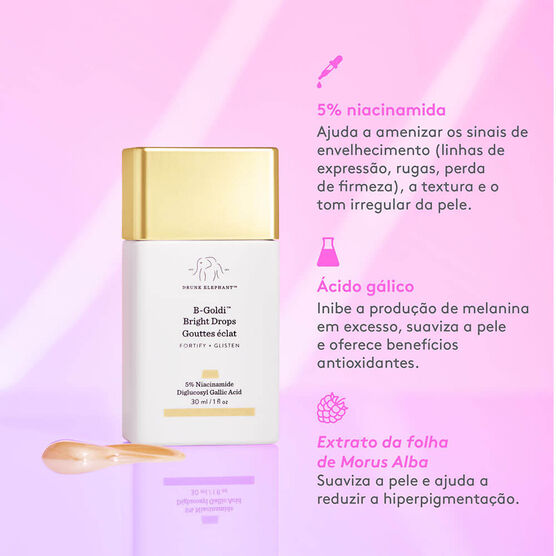 DRUNK ELEPHANT™
B-Goldi™
Bright Drops
Gouttes éclat
FORTIFY + GLISTEN
5% Niacinamide
Diglucosyl Gallic Acid
30 ml / 1 fl oz
5% niacinamida
Ajuda a amenizar os sinais de
envelhecimento (linhas de
expressão, rugas, perda
de firmeza), a textura e o
tom irregular da pele.
Ácido gálico
Inibe a produção de melanina
em excesso, suaviza a pele
e oferece benefícios
antioxidantes.
Extrato da folha
de Morus Alba
Suaviza a pele e ajuda a
reduzir a hiperpigmentação.